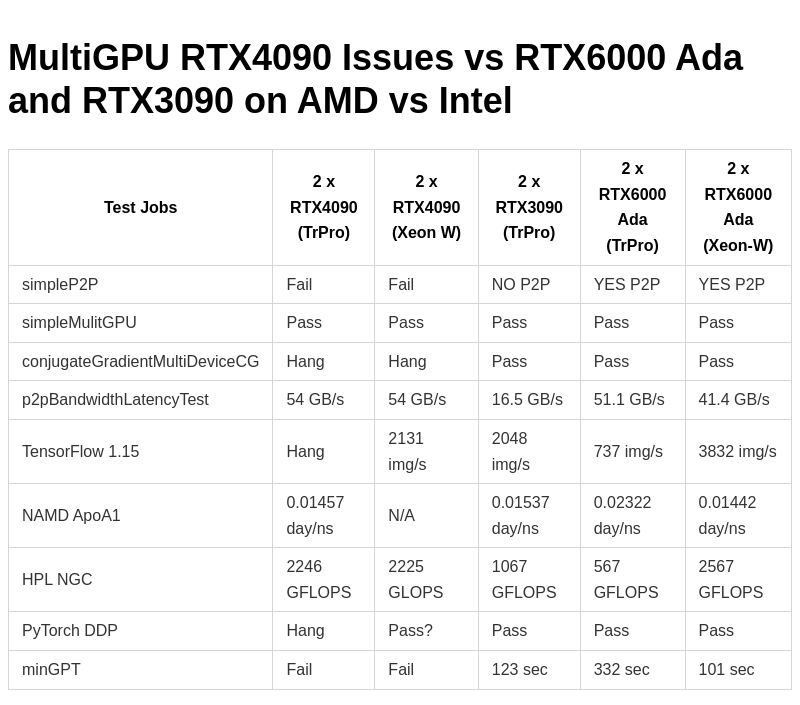 MultiGPU RTX4090 Issues vs RTX6000 Ada
and RTX3090 on AMD vs Intel
Test Jobs | 2 x RTX4090 (TrPro) | 2 x RTX4090 (Xeon W) | 2 x RTX3090 (TrPro) | 2 x RTX6000 Ada (TrPro) | 2 x RTX6000 Ada (Xeon-W)
simpleP2P | Fail | Fail | NO P2P | YES P2P | YES P2P
simpleMulitGPU | Pass | Pass | Pass | Pass | Pass
conjugateGradientMultiDeviceCG | Hang | Hang | Pass | Pass | Pass
p2pBandwidthLatencyTest | 54 GB/s | 54 GB/s | 16.5 GB/s | 51.1 GB/s | 41.4 GB/s
TensorFlow 1.15 | Hang | 2131 img/s | 2048 img/s | 737 img/s | 3832 img/s
NAMD ApoA1 | 0.01457 day/ns | N/A | 0.01537 day/ns | 0.02322 day/ns | 0.01442 day/ns
HPL NGC | 2246 GFLOPS | 2225 GLOPS | 1067 GFLOPS | 567 GFLOPS | 2567 GFLOPS
PyTorch DDP | Hang | Pass? | Pass | Pass | Pass
minGPT | Fail | Fail | 123 sec | 332 sec | 101 sec